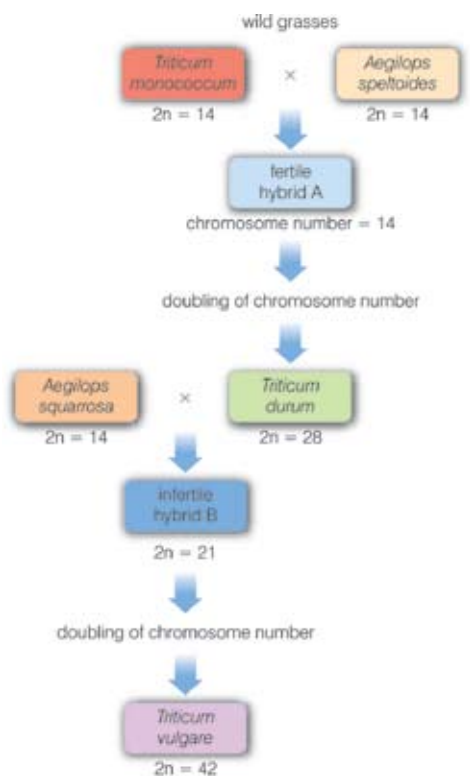 wild grasses
Triticum monococcum × Aegilops speltoides
2n = 14 2n = 14
fertile
hybrid A
chromosome number = 14
doubling of chromosome number
Aegilops squarrosa × Triticum durum
2n = 14 2n = 28
infertile
hybrid B
2n = 21
doubling of chromosome number
Triticum
vulgare
2n = 42